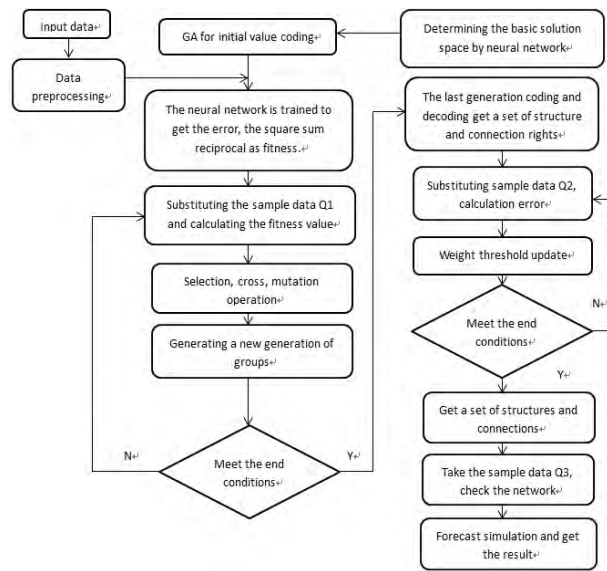 Input data
Data
preprocessing
GA for initial value coding
Determining the basic solution
space by neural network
The neural network is trained to
get the error, the square sum
reciprocal as fitness.
Substituting the sample data Q1
and calculating the fitness value
Selection, cross, mutation
operation
Generating a new generation of
groups
N
Meet the end
conditions
Y
The last generation coding and
decoding get a set of structure
and connection rights
Substituting sample data Q2,
calculation error
Weight threshold update
Meet the end
conditions
N
Y
Get a set of structures and
connections
Take the sample data Q3,
check the network
Forecast simulation and get
the result